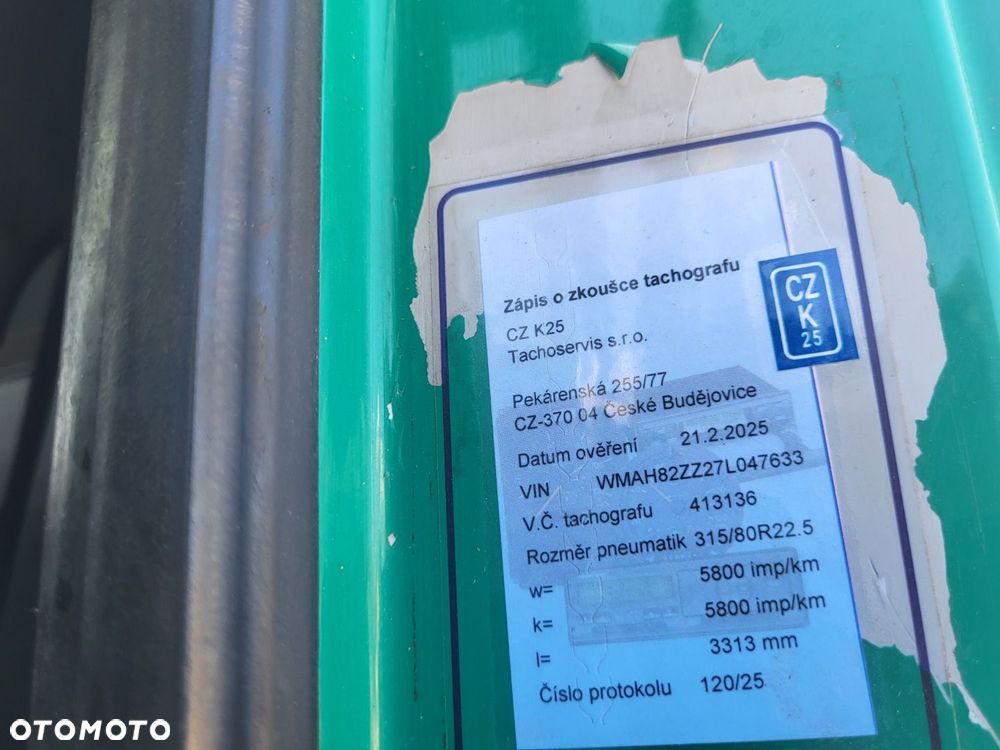 Zápis o zkoušce tachografu
CZ K25
Tachoservis s.r.o.
Pekárenská 255/77
CZ-370 04 České Budějovice
Datum ověření 21.2.2025
VIN WMAH82ZZ27L047633
V.Č. tachografu 413136
Rozměr pneumatik 315/80R22.5
w= 5800 imp/km
k= 5800 imp/km
l= 3313 mm
Číslo protokolu 120/25
CZ
K
25
OTOMOTO